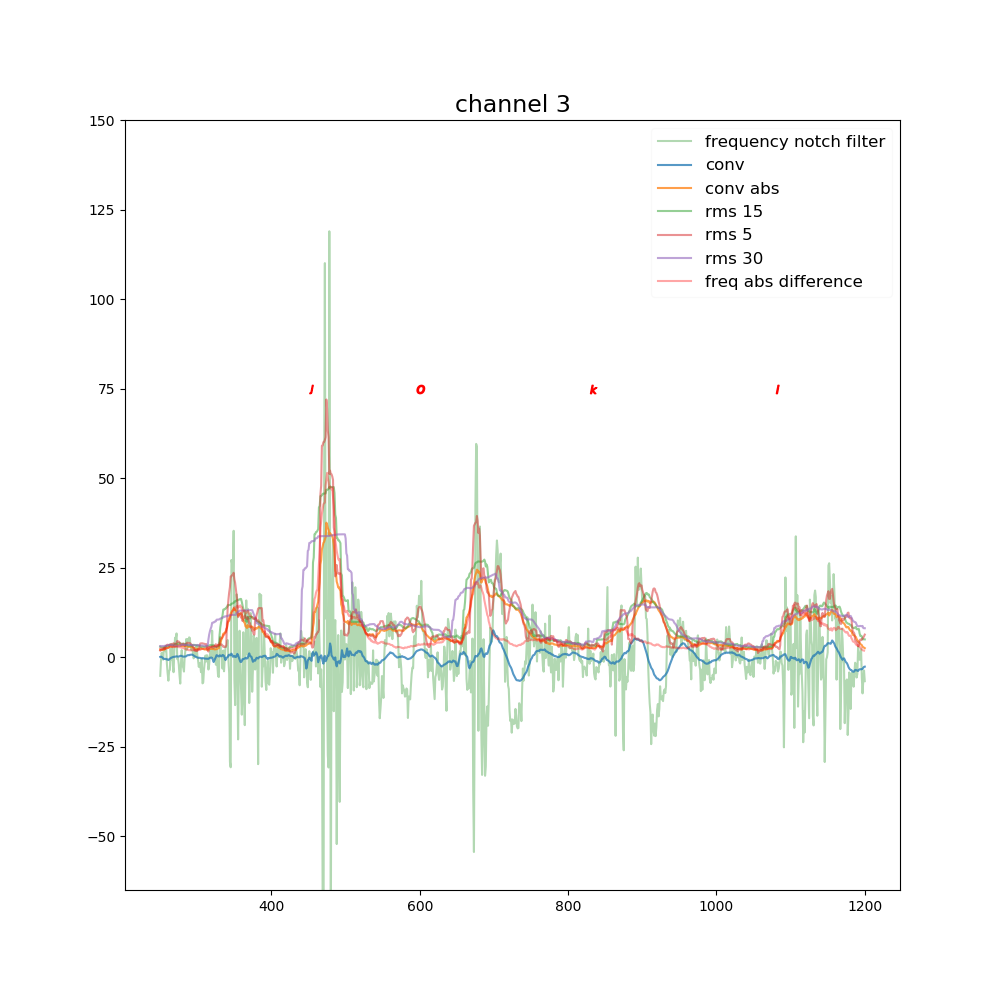 channel 3
150
125
100
75
50
25
0
−25
−50
frequency notch filter
conv
conv abs
rms 15
rms 5
rms 30
freq abs difference
J O k l
400 600 800 1000 1200